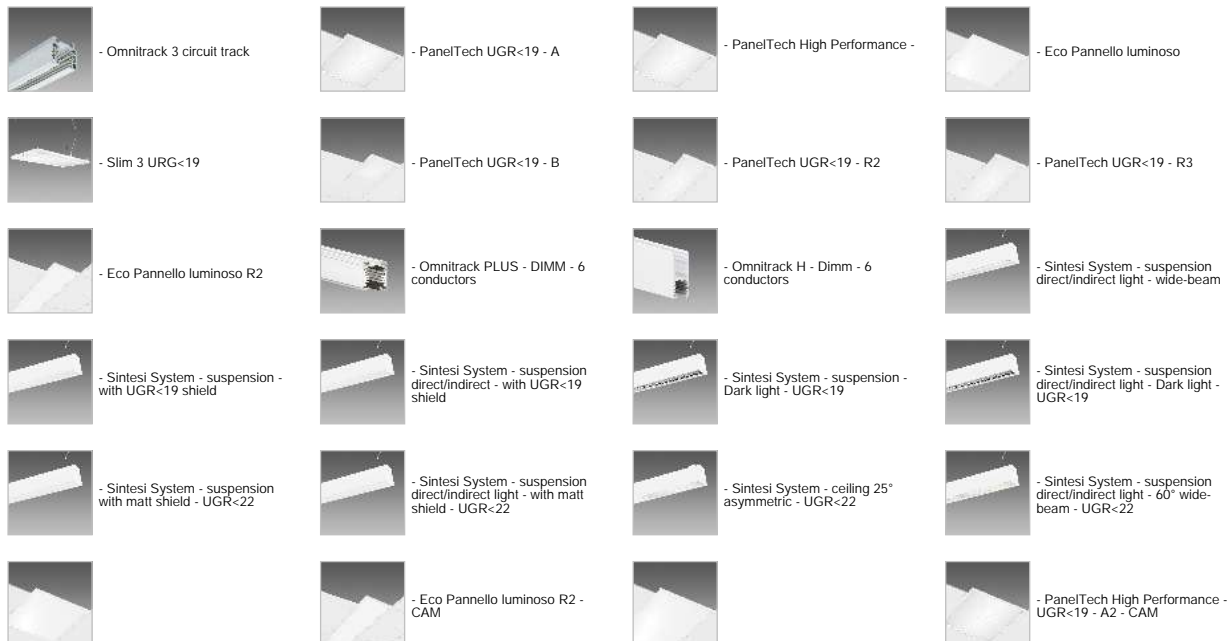 - Omnitrack 3 circuit track
- PanelTech UGR<19 - A
- PanelTech High Performance -
- Eco Pannello luminoso
- Slim 3 URG<19
- PanelTech UGR<19 - B
- PanelTech UGR<19 - R2
- PanelTech UGR<19 - R3
- Eco Pannello luminoso R2
- Omnitrack PLUS - DIMM - 6
conductors
- Omnitrack H - Dimm - 6
conductors
- Sintesi System - suspension
direct/indirect light - wide-beam
- Sintesi System - suspension -
with UGR<19 shield
- Sintesi System - suspension
direct/indirect - with UGR<19
shield
- Sintesi System - suspension -
Dark light - UGR<19
- Sintesi System - suspension
direct/indirect light - Dark light -
UGR<19
- Sintesi System - suspension
with matt shield - UGR<22
- Sintesi System - suspension
direct/indirect light - with matt
shield - UGR<22
- Sintesi System - ceiling 25°
asymmetric - UGR<22
- Sintesi System - suspension
direct/indirect light - 60° wide-
beam - UGR<22
- Eco Pannello luminoso R2 -
CAM
- PanelTech High Performance -
UGR<19 - A2 - CAM